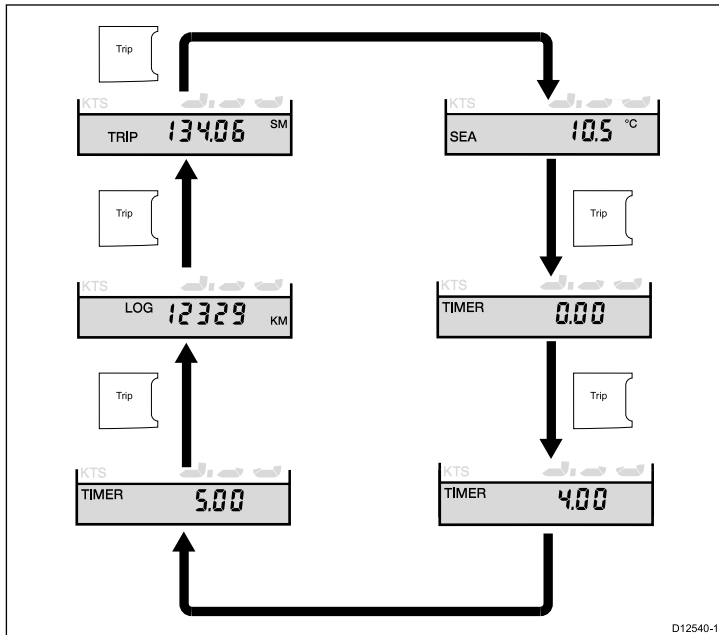 Trip
KTS
TRIP 134.06 SM
KTS
SEA 10.5 °C
Trip
Trip
KTS
LOG 12329 KM
KTS
TIMER 0.00
Trip
Trip
KTS
TIMER 5.00
KTS
TIMER 4.00
D12540-1